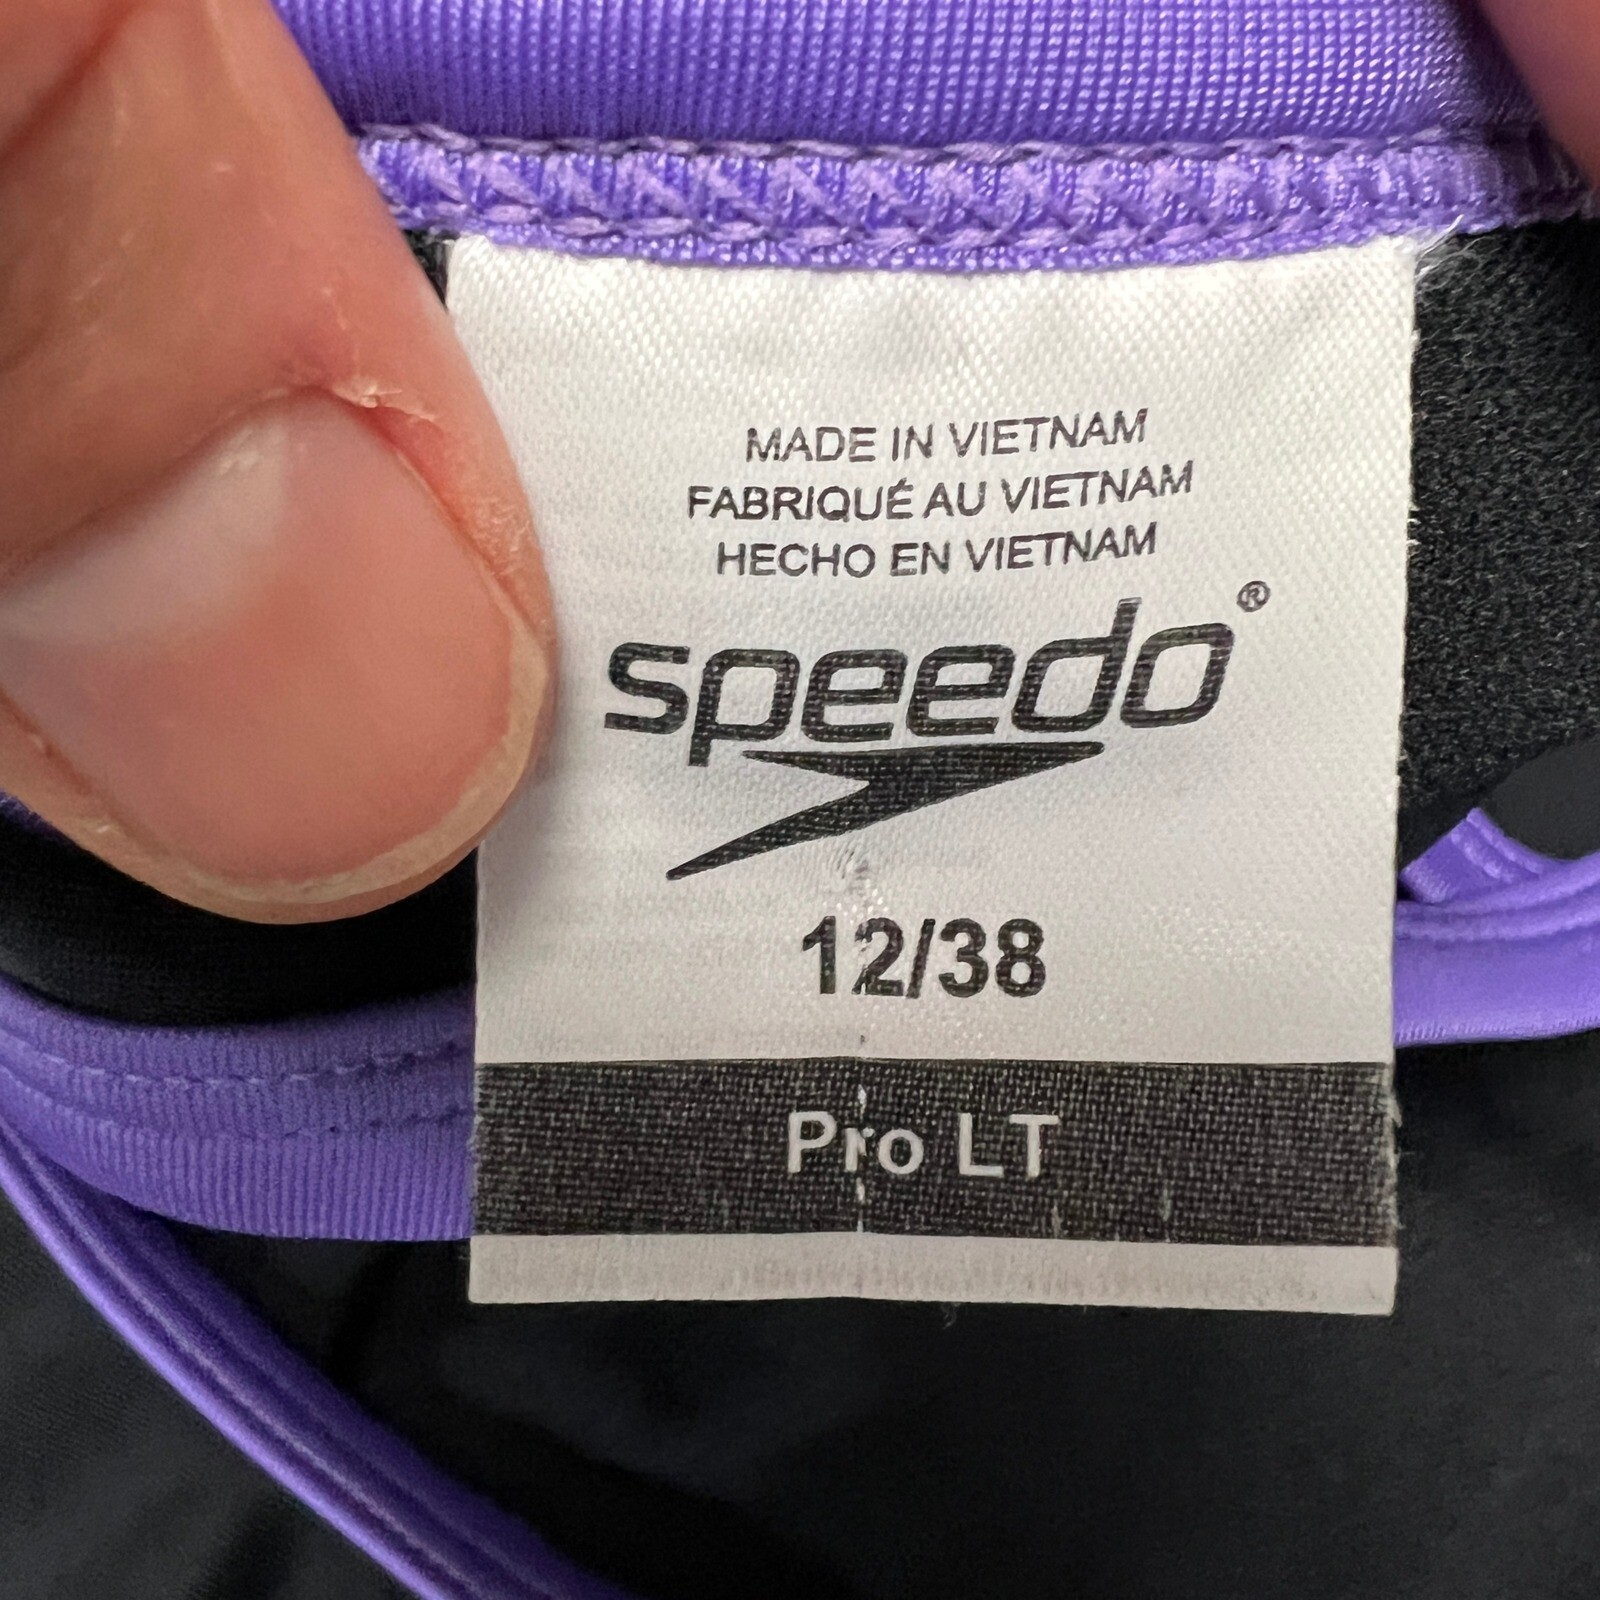 MADE IN VIETNAM
FABRIQUÉ AU VIETNAM
HECHO EN VIETNAM
speedo®
12/38
Pro LT